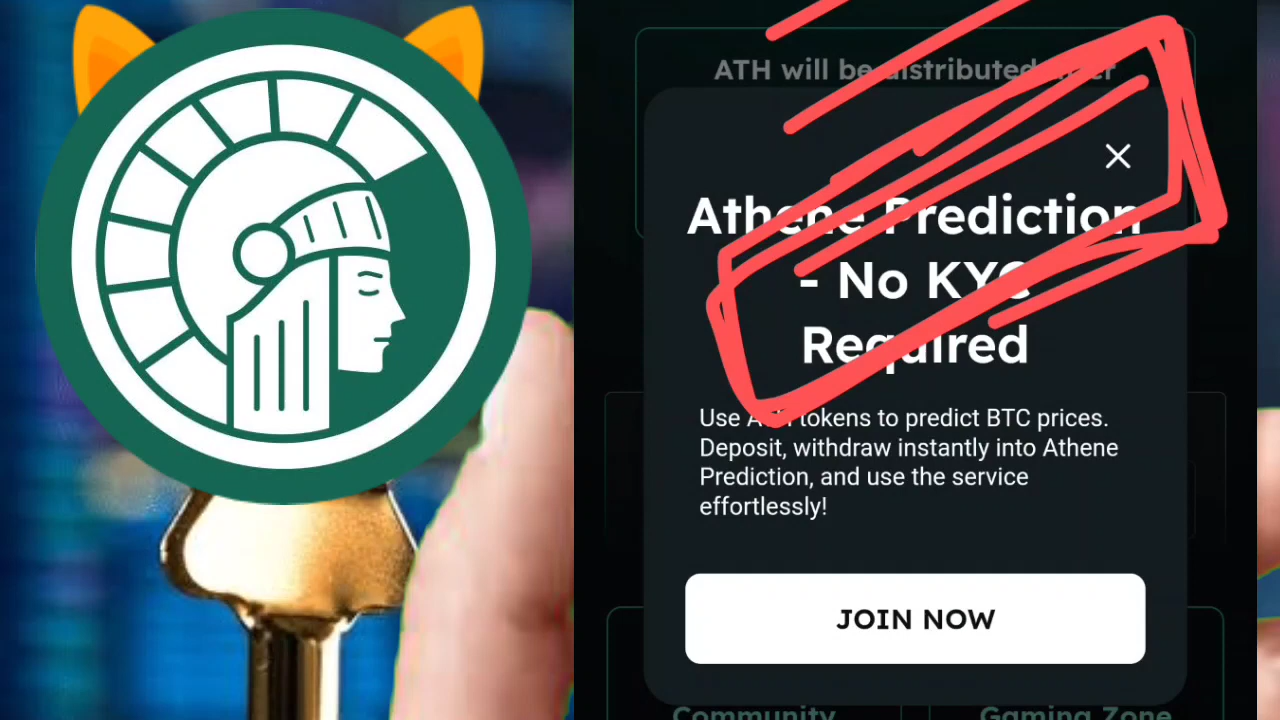 ATH will be distributed after
Athene Prediction
- No KYC
Required
Use ATH tokens to predict BTC prices.
Deposit, withdraw instantly into Athene
Prediction, and use the service
effortlessly!
JOIN NOW
Community
Gaming Zone